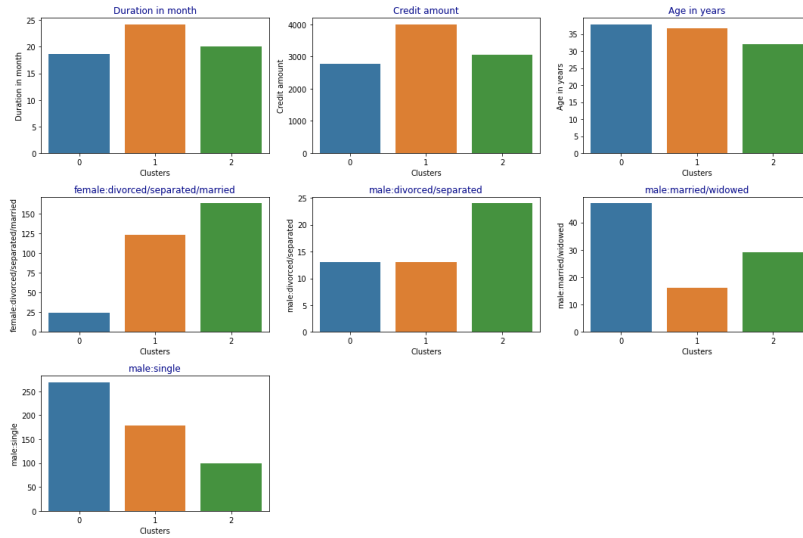 Duration in month
Duration in month
25
20
15
10
5
0
0 1 2
Clusters
Credit amount
Credit amount
4000
3000
2000
1000
0
0 1 2
Clusters
Age in years
Age in years
35
30
25
20
15
10
5
0
0 1 2
Clusters
female:divorced/separated/married
female:divorced/separated/married
150
125
100
75
50
25
0
0 1 2
Clusters
male:divorced/separated
male:divorced/separated
25
20
15
10
5
0
0 1 2
Clusters
male:married/widowed
male:married/widowed
40
30
20
10
0
0 1 2
Clusters
male:single
male:single
250
200
150
100
50
0
0 1 2
Clusters